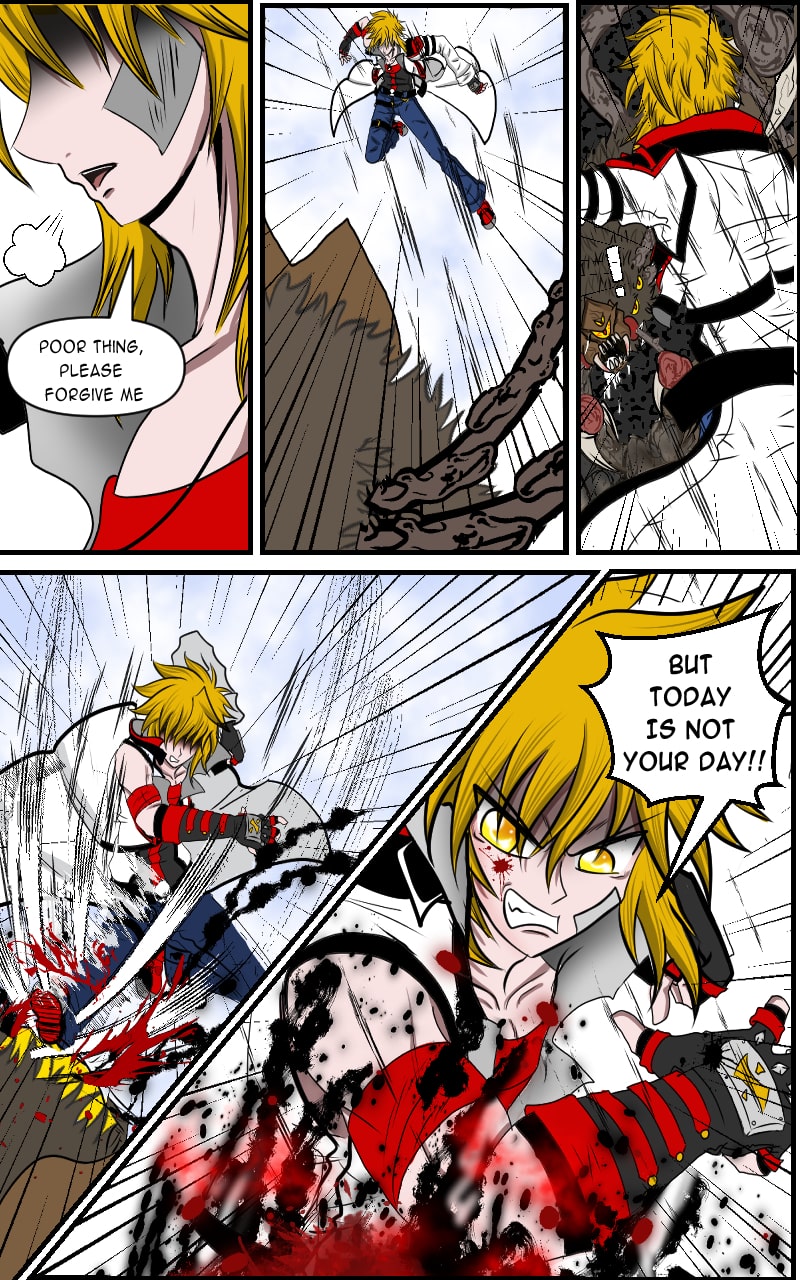 POOR THING,
PLEASE
FORGIVE ME
!!
BUT
TODAY
IS NOT
YOUR DAY!!